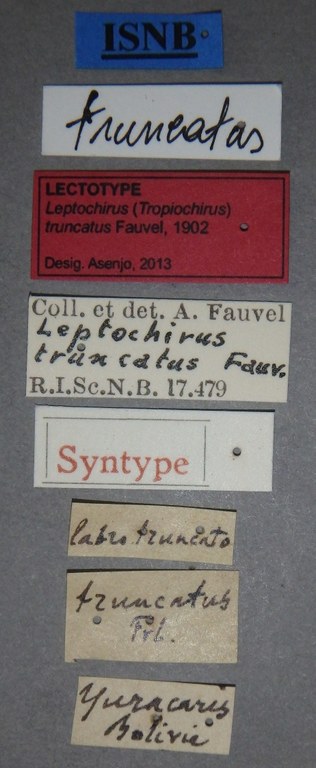 ISNB
truncatus
LECTOTYPE
Leptochirus (Tropiochirus)
truncatus Fauvel, 1902
Desig. Asenjo, 2013
Coll. et det. A. Fauvel
Leptochirus
truncatus Fauv.
R.I.Sc.N.B. 17.479
Syntype
labro truncato
truncatus
Frl.
Yuracaris
Bolivie